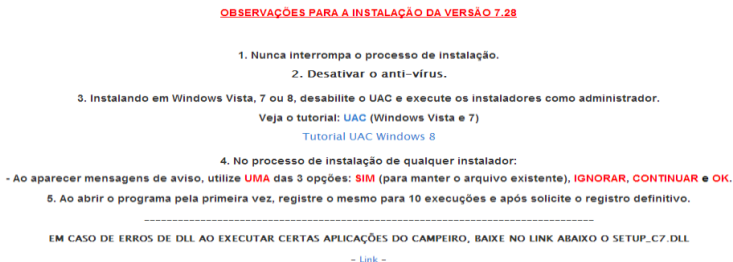 OBSERVAÇÕES PARA A INSTALAÇÃO DA VERSÃO 7.28
1. Nunca interrompa o processo de instalação.
2. Desativar o anti-vírus.
3. Instalando em Windows Vista, 7 ou 8, desabilite o UAC e execute os instaladores como administrador.
Veja o tutorial: UAC (Windows Vista e 7)
Tutorial UAC Windows 8
4. No processo de instalação de qualquer instalador:
- Ao aparecer mensagens de aviso, utilize UMA das 3 opções: SIM (para manter o arquivo existente), IGNORAR, CONTINUAR e OK.
5. Ao abrir o programa pela primeira vez, registre o mesmo para 10 execuções e após solicite o registro definitivo.
EM CASO DE ERROS DE DLL AO EXECUTAR CERTAS APLICAÇÕES DO CAMPEIRO, BAIXE NO LINK ABAIXO O SETUP_C7.DLL
- Link -